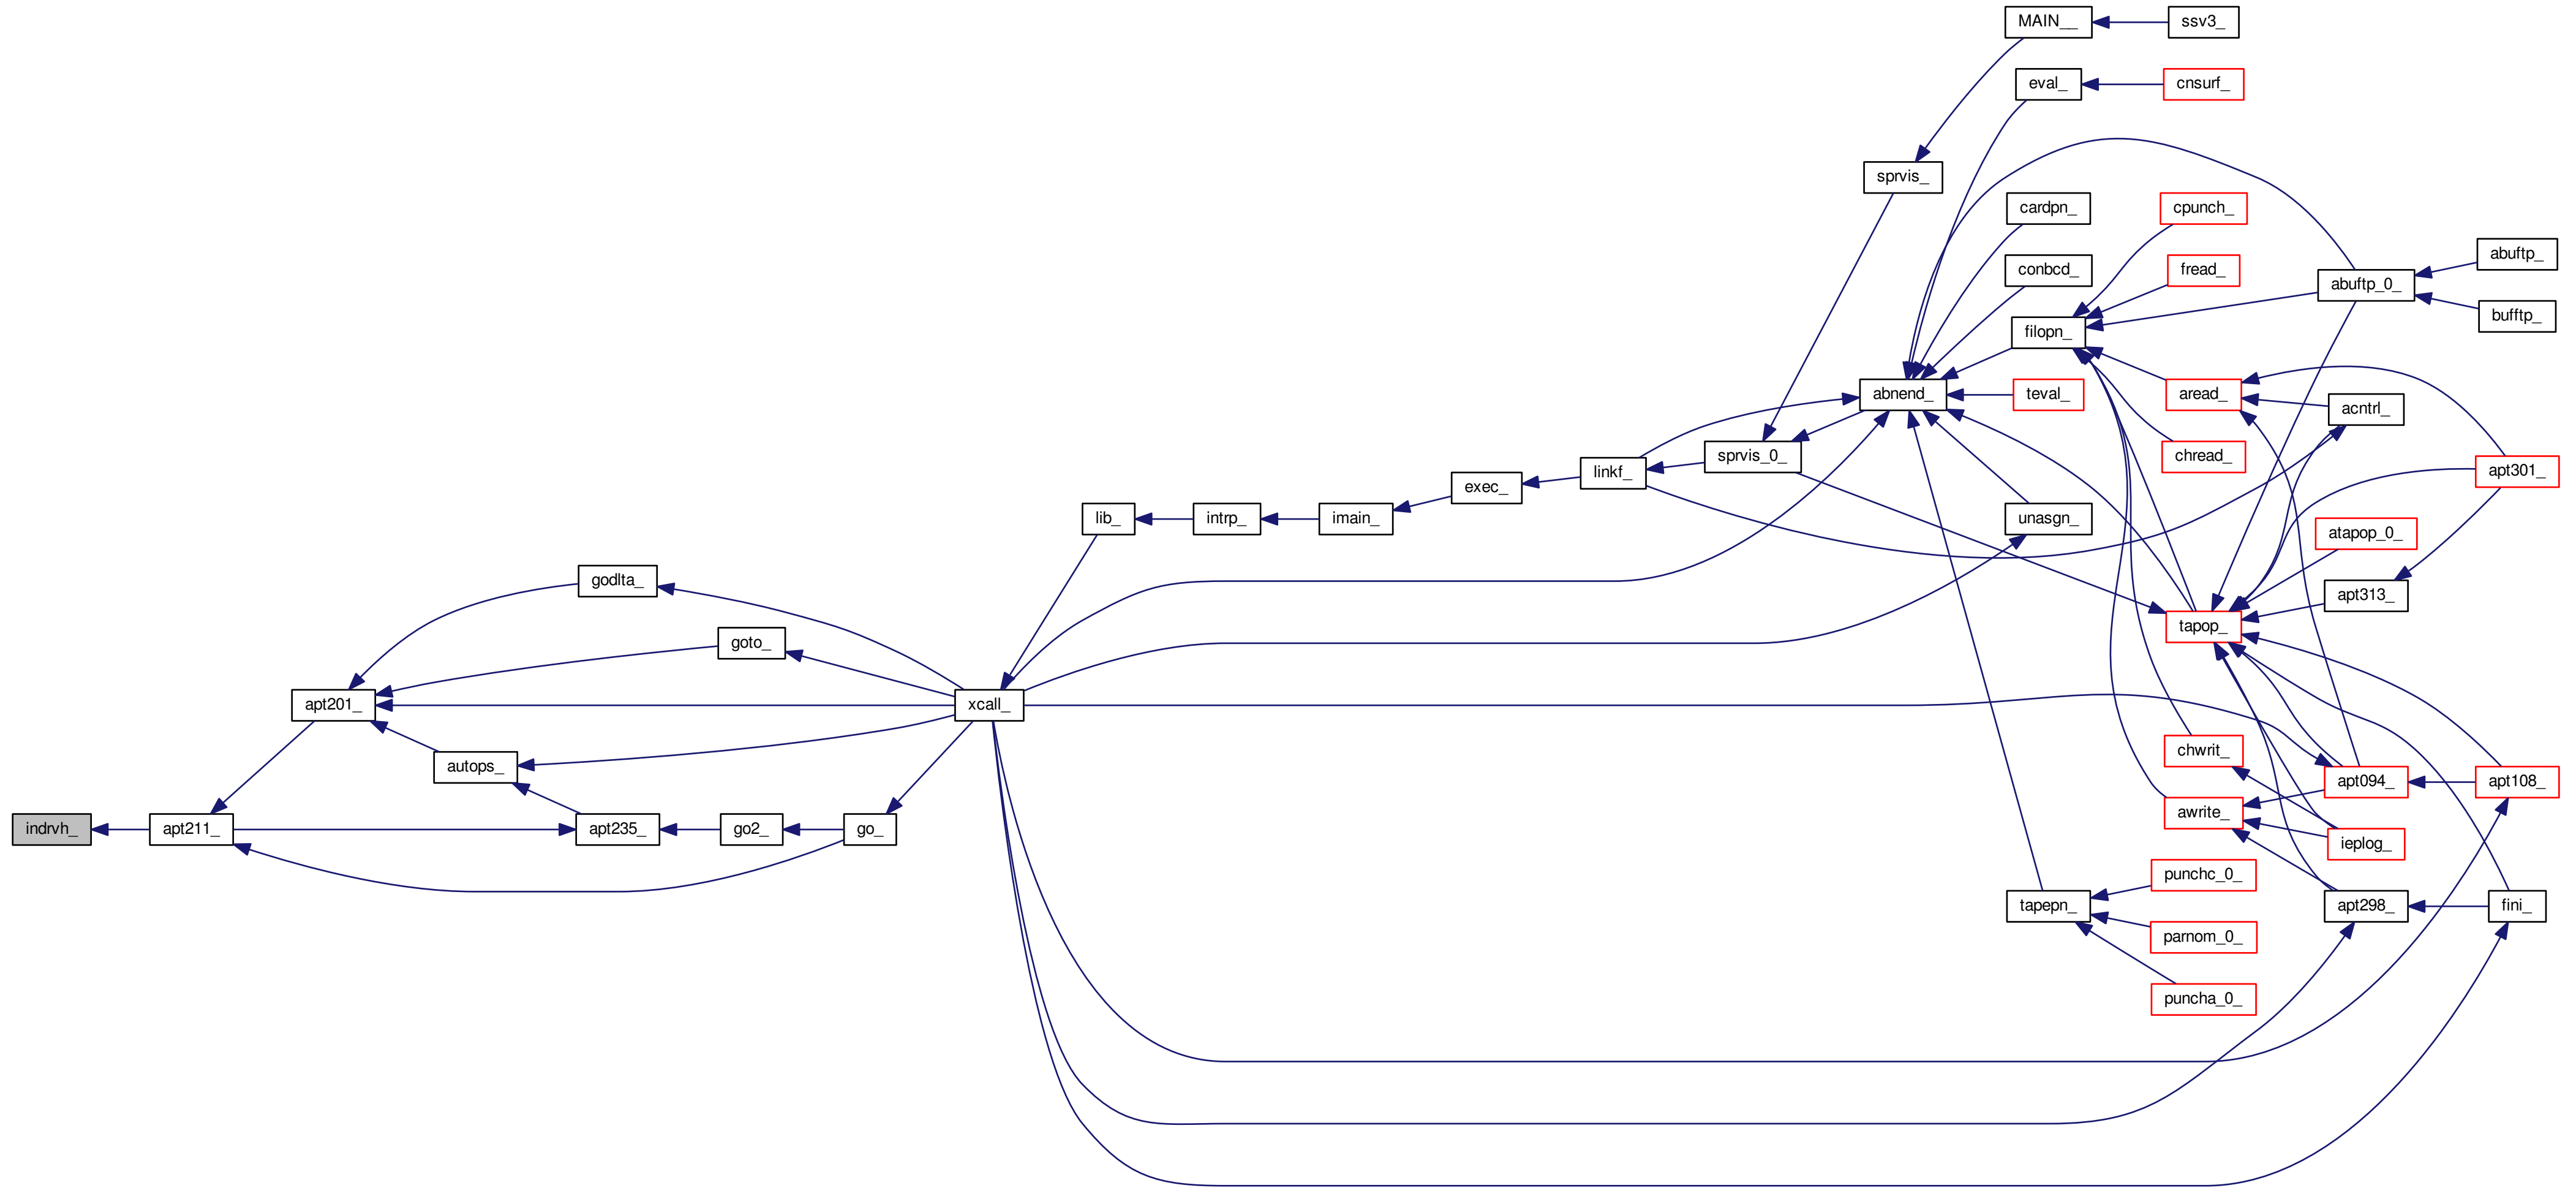 MAIN__
ssv3_
eval_
cnsurf_
sprvis_
cardpn_
cpunch_
abuftp_
conbcd_
fread_
abuftp_0_
bufftp_
filopn_
abnend_
teval_
aread_
acntrl_
sprvis_0_
chread_
linkf_
apt301_
exec_
lib_
intrp_
imain_
unasgn_
atapop_0_
godlta_
apt313_
goto_
tapop_
apt201_
xcall_
autops_
chwrit_
apt094_
apt108_
awrite_
indrvh_
apt211_
apt235_
go2_
go_
ieplog_
punchc_0_
tapepn_
apt298_
fini_
parnom_0_
puncha_0_